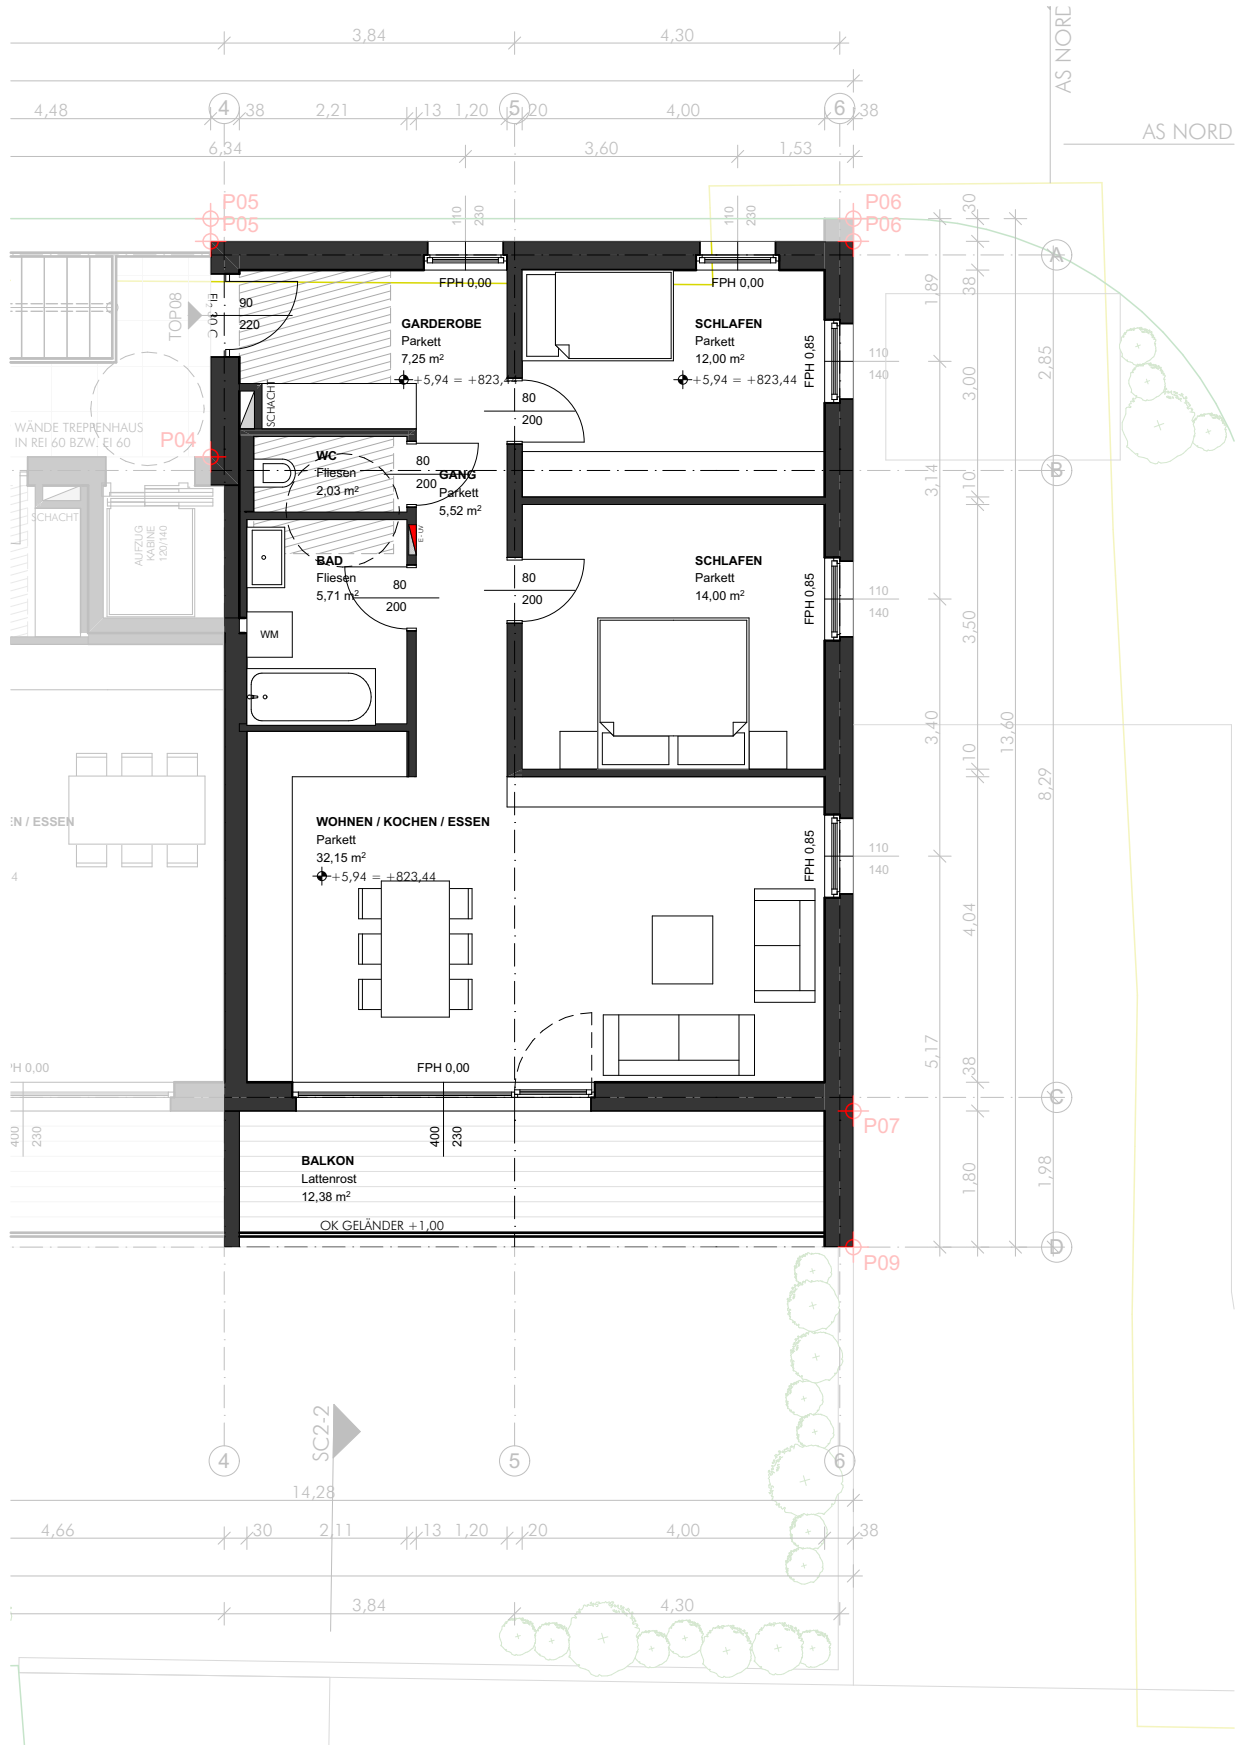 3,84
4,30
AS NORD
4
5
6
4,48
38
2,21
13
1,20
20
4,00
38
AS NORD
6,34
3,60
1,53
P05
P05
P06
P06
110
230
110
230
30
A
FPH 0,00
FPH 0,00
1,89
38
90
220
TOP08
GARDEROBE
Parkett
7,25 m²
+5,94 = +823,44
SCHLAFEN
Parkett
12,00 m²
+5,94 = +823,44
FPH 0,85
110
140
3,00
2,85
SCHACHT
80
200
WÄNDE TREPPENHAUS
IN REI 60 BZW. EI 60
P04
WC
Fliesen
2,03 m²
80
200
GANG
Parkett
5,52 m²
B
3,14
10
SCHACHT
AUFZUG
KABINE
120/140
E-UV
BAD
Fliesen
5,71 m²
80
200
80
200
SCHLAFEN
Parkett
14,00 m²
FPH 0,85
110
140
3,50
WM
3,40
10
13,60
8,29
EN / ESSEN
4
WOHNEN / KOCHEN / ESSEN
Parkett
32,15 m²
+5,94 = +823,44
FPH 0,85
110
140
4,04
5,17
38
PH 0,00
FPH 0,00
C
P07
400
230
400
230
BALKON
Lattenrost
12,38 m²
1,80
1,98
OK GELÄNDER +1,00
D
P09
SC2-2
4
5
6
14,28
4,66
30
2,11
13
1,20
20
4,00
38
3,84
4,30